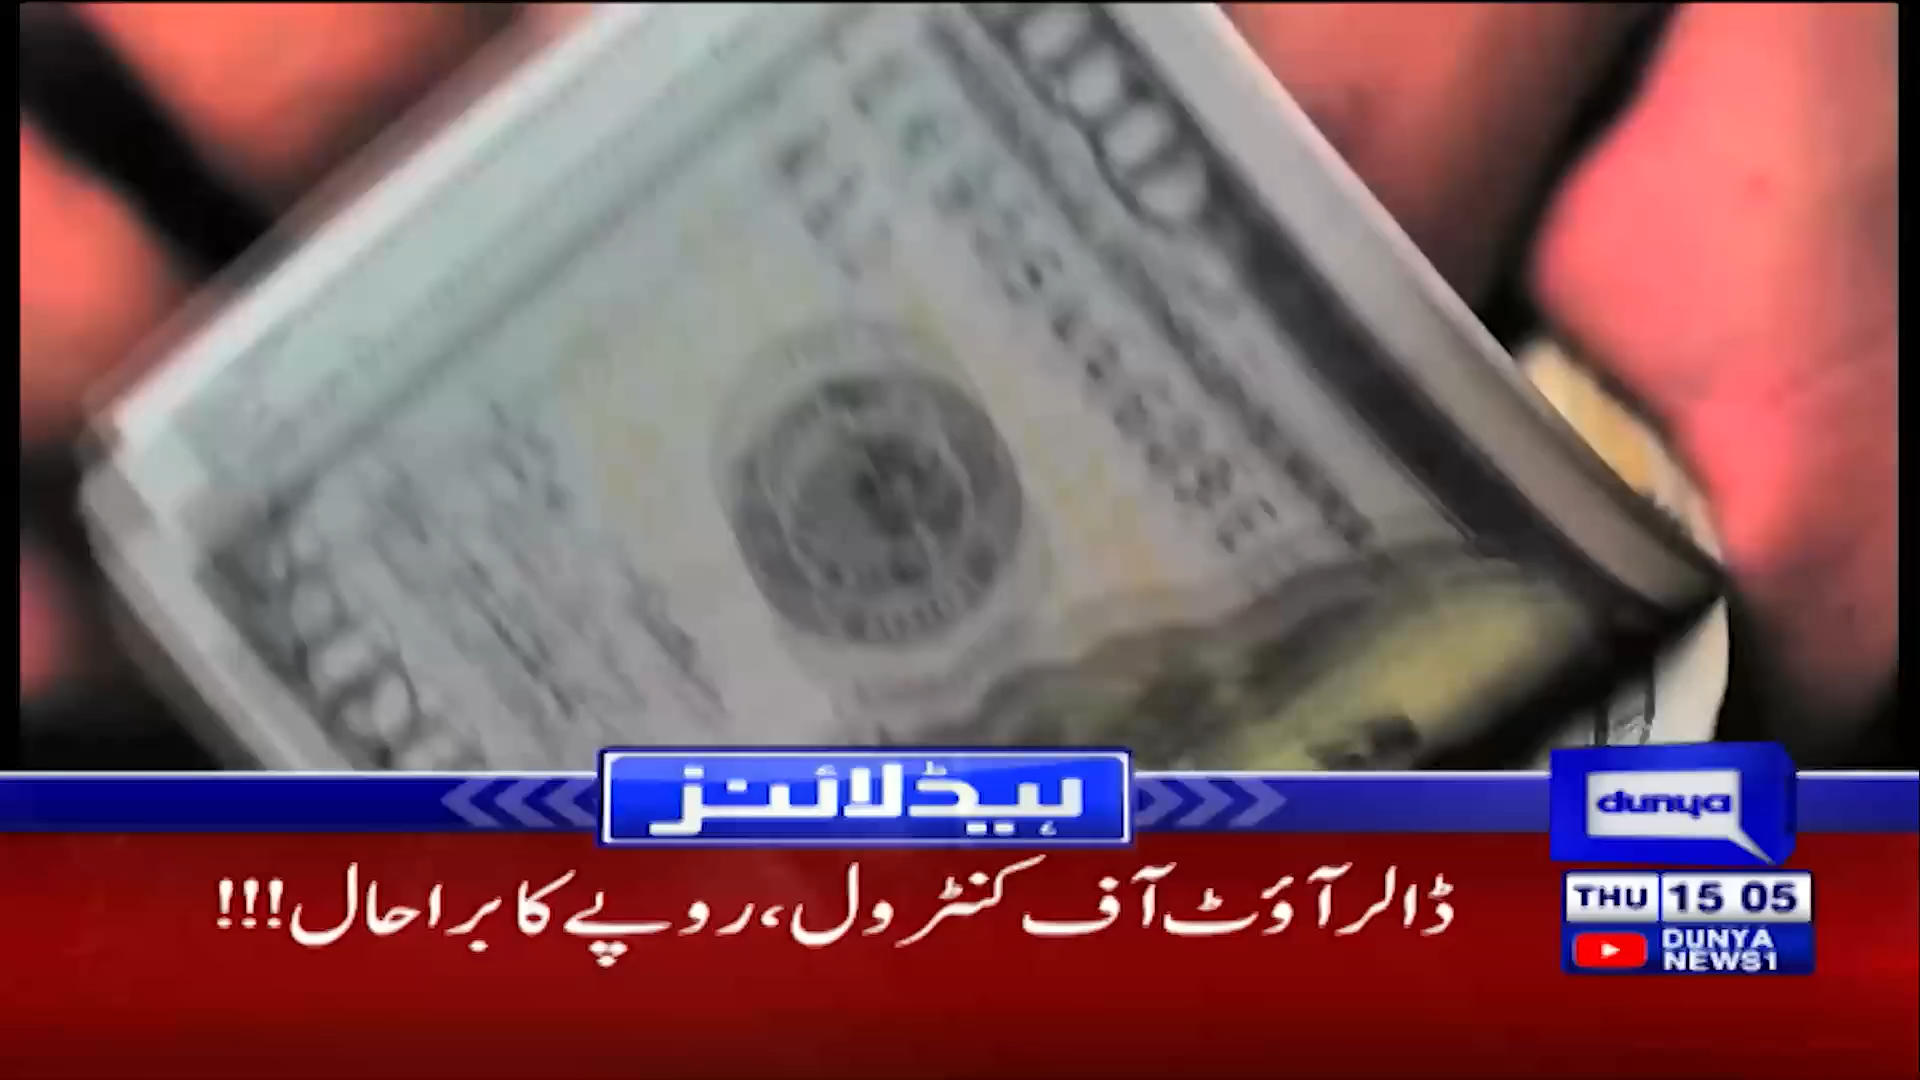 ہیڈلائنز
dunya
ڈالر آؤٹ آف کنٹرول، روپے کا برا حال!!!
THU 15 05
DUNYA
NEWS1